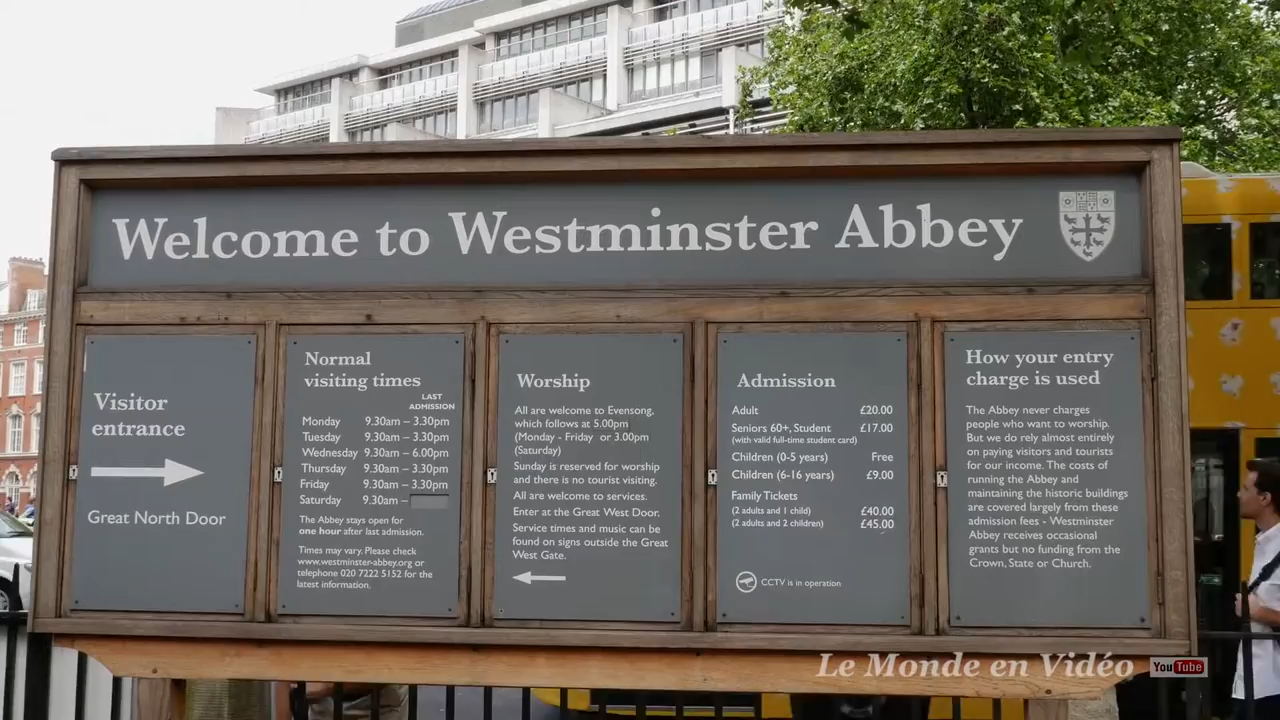 Welcome to Westminster Abbey
Visitor
entrance
Great North Door
Normal
visiting times
LAST
ADMISSION
Monday 9.30am – 3.30pm
Tuesday 9.30am – 3.30pm
Wednesday 9.30am – 6.00pm
Thursday 9.30am – 3.30pm
Friday 9.30am – 3.30pm
Saturday 9.30am –
The Abbey stays open for
one hour after last admission.
Times may vary. Please check
www.westminster-abbey.org or
telephone 020 7222 5152 for the
latest information.
Worship
All are welcome to Evensong,
which follows at 5.00pm
(Monday - Friday or 3.00pm
(Saturday)
Sunday is reserved for worship
and there is no tourist visiting.
All are welcome to services.
Enter at the Great West Door.
Service times and music can be
found on signs outside the Great
West Gate.
Admission
Adult £20.00
Seniors 60+, Student £17.00
(with valid full-time student card)
Children (0-5 years) Free
Children (6-16 years) £9.00
Family Tickets
(2 adults and 1 child) £40.00
(2 adults and 2 children) £45.00
CCTV is in operation
How your entry
charge is used
The Abbey never charges
people who want to worship.
But we do rely almost entirely
on paying visitors and tourists
for our income. The costs of
running the Abbey and
maintaining the historic buildings
are covered largely from these
admission fees - Westminster
Abbey receives occasional
grants but no funding from the
Crown, State or Church.
Le Monde en Vidéo
YouTube